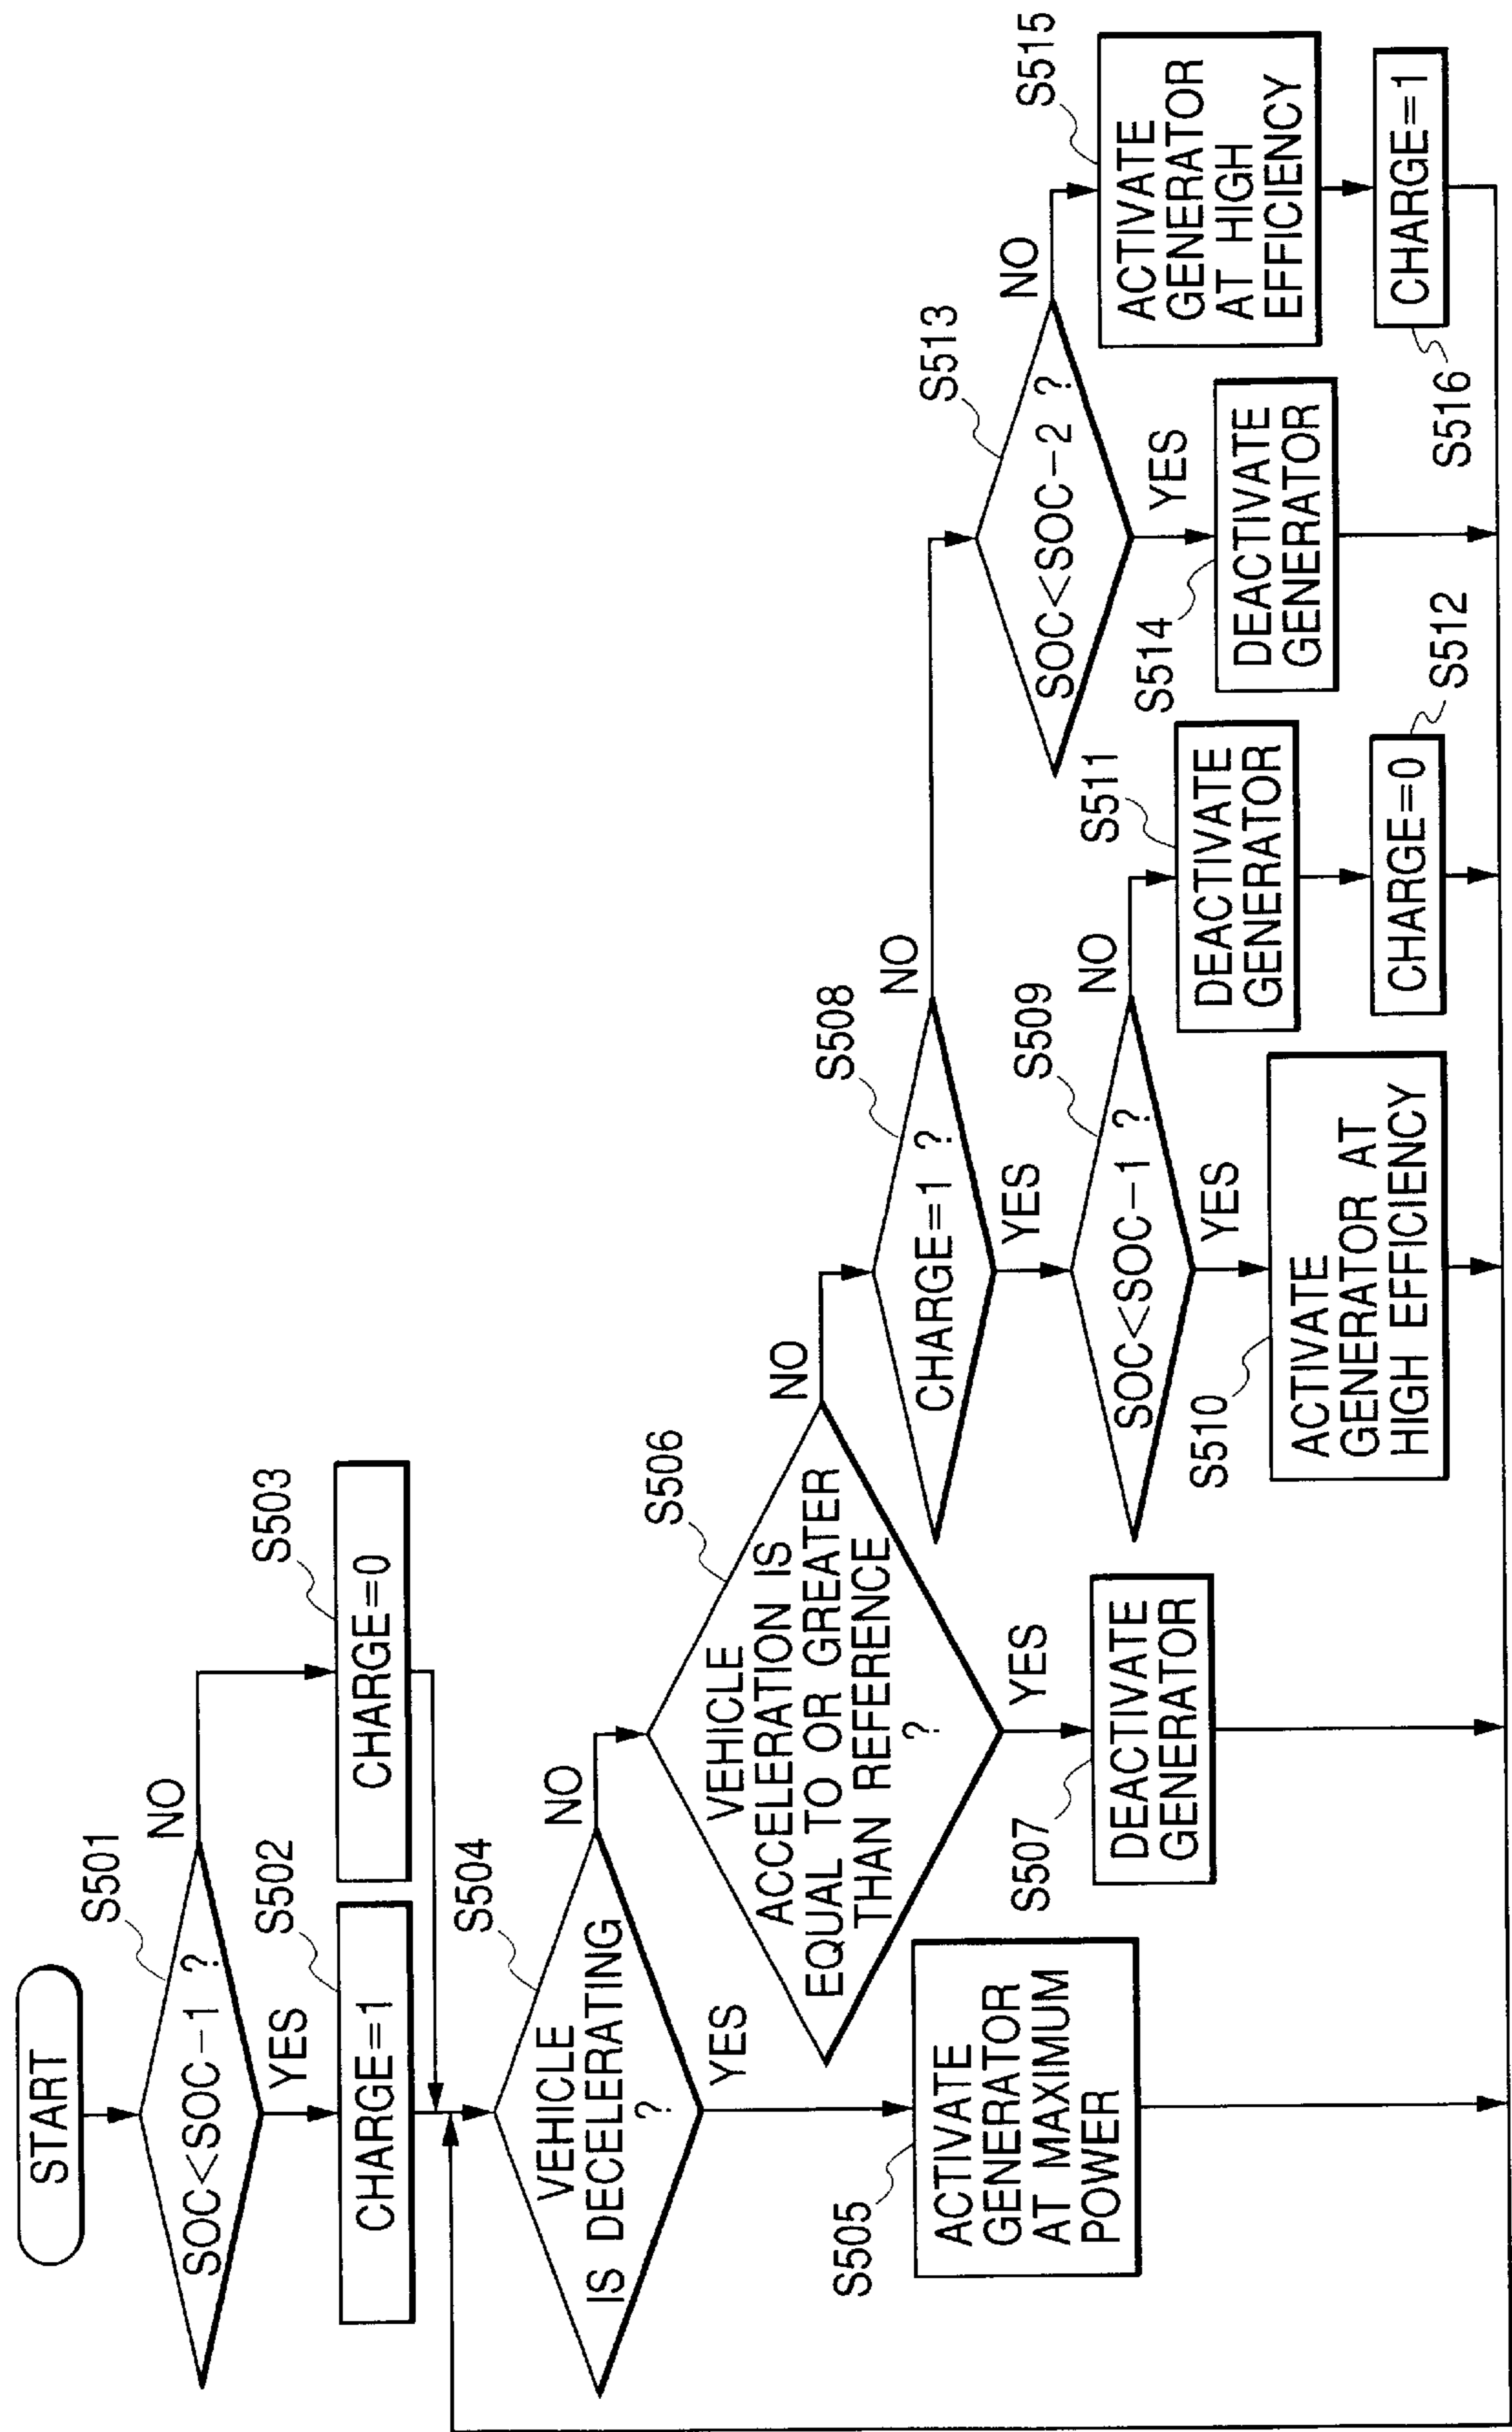 START
S501
SOC<SOC-1 ?
NO
YES
S502
CHARGE=1
S503
CHARGE=0
S504
VEHICLE
IS DECELERATING
?
NO
YES
S505
ACTIVATE
GENERATOR
AT MAXIMUM
POWER
S506
VEHICLE
ACCELERATION IS
EQUAL TO OR GREATER
THAN REFERENCE
?
NO
YES
S507
DEACTIVATE
GENERATOR
S508
CHARGE=1 ?
NO
YES
S509
SOC<SOC-1 ?
NO
YES
S510
ACTIVATE
GENERATOR AT
HIGH EFFICIENCY
S511
DEACTIVATE
GENERATOR
CHARGE=0
S512
S513
SOC<SOC-2 ?
NO
YES
S514
DEACTIVATE
GENERATOR
S515
ACTIVATE
GENERATOR
AT HIGH
EFFICIENCY
CHARGE=1
S516